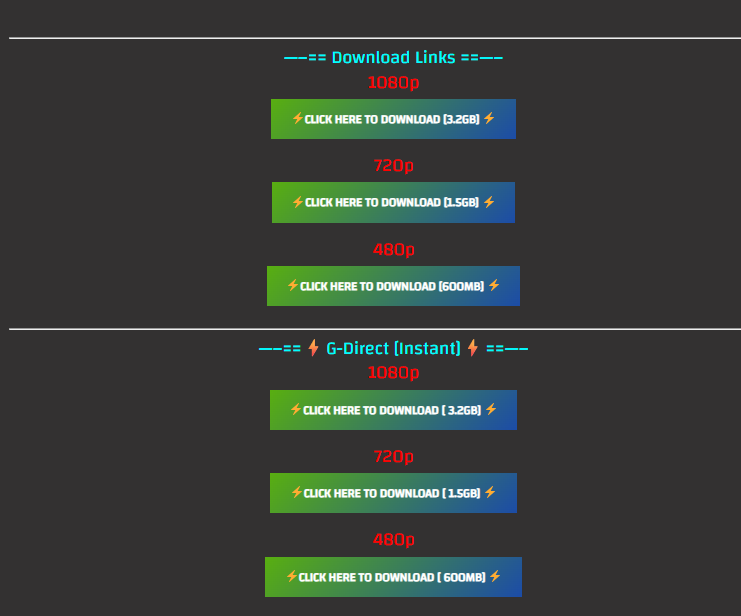 —–== Download Links ==—–
1080p
⚡CLICK HERE TO DOWNLOAD [3.2GB] ⚡
720p
⚡CLICK HERE TO DOWNLOAD [1.5GB] ⚡
480p
⚡CLICK HERE TO DOWNLOAD [600MB] ⚡
—–== ⚡ G-Direct [Instant] ⚡ ==—–
1080p
⚡CLICK HERE TO DOWNLOAD [ 3.2GB] ⚡
720p
⚡CLICK HERE TO DOWNLOAD [ 1.5GB] ⚡
480p
⚡CLICK HERE TO DOWNLOAD [ 600MB] ⚡